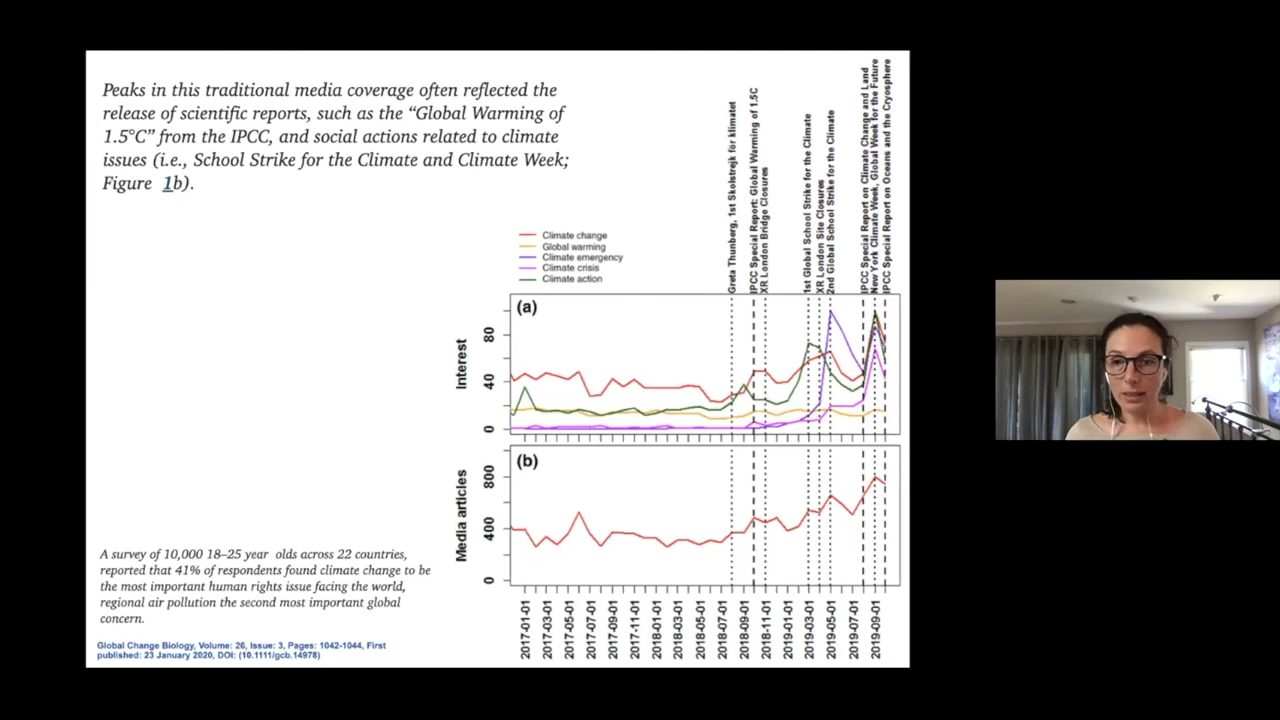 Peaks in this traditional media coverage often reflected the
release of scientific reports, such as the “Global Warming of
1.5°C” from the IPCC, and social actions related to climate
issues (i.e., School Strike for the Climate and Climate Week;
Figure 1b).
Climate change
Global warming
Climate emergency
Climate crisis
Climate action
Greta Thunberg, 1st Skolstrejk for klimatet
IPCC Special Report: Global Warming of 1.5C
XR London Bridge Closures
1st Global School Strike for the Climate
XR London Site Closures
2nd Global School Strike for the Climate
IPCC Special Report on Climate Change and Land
New York Climate Week, Global Week for the Future
IPCC Special Report on Oceans and the Cryosphere
(a)
Interest
80
40
0
(b)
Media articles
800
400
0
2017-01-01
2017-03-01
2017-05-01
2017-07-01
2017-09-01
2017-11-01
2018-01-01
2018-03-01
2018-05-01
2018-07-01
2018-09-01
2018-11-01
2019-01-01
2019-03-01
2019-05-01
2019-07-01
2019-09-01
A survey of 10,000 18–25 year olds across 22 countries,
reported that 41% of respondents found climate change to be
the most important human rights issue facing the world,
regional air pollution the second most important global
concern.
Global Change Biology, Volume: 26, Issue: 3, Pages: 1042-1044, First
published: 23 January 2020, DOI: (10.1111/gcb.14978)